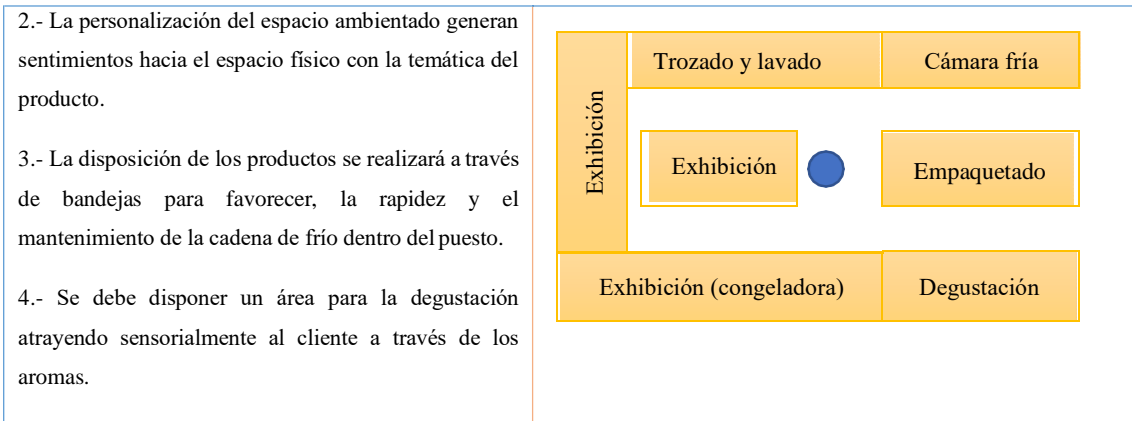 2.- La personalización del espacio ambientado generan
sentimientos hacia el espacio físico con la temática del
producto.
3.- La disposición de los productos se realizará a través
de bandejas para favorecer, la rapidez y el
mantenimiento de la cadena de frío dentro del puesto.
4.- Se debe disponer un área para la degustación
atrayendo sensorialmente al cliente a través de los
aromas.
Trozado y lavado
Cámara fría
Exhibición
Exhibición
Empaquetado
Exhibición (congeladora)
Degustación